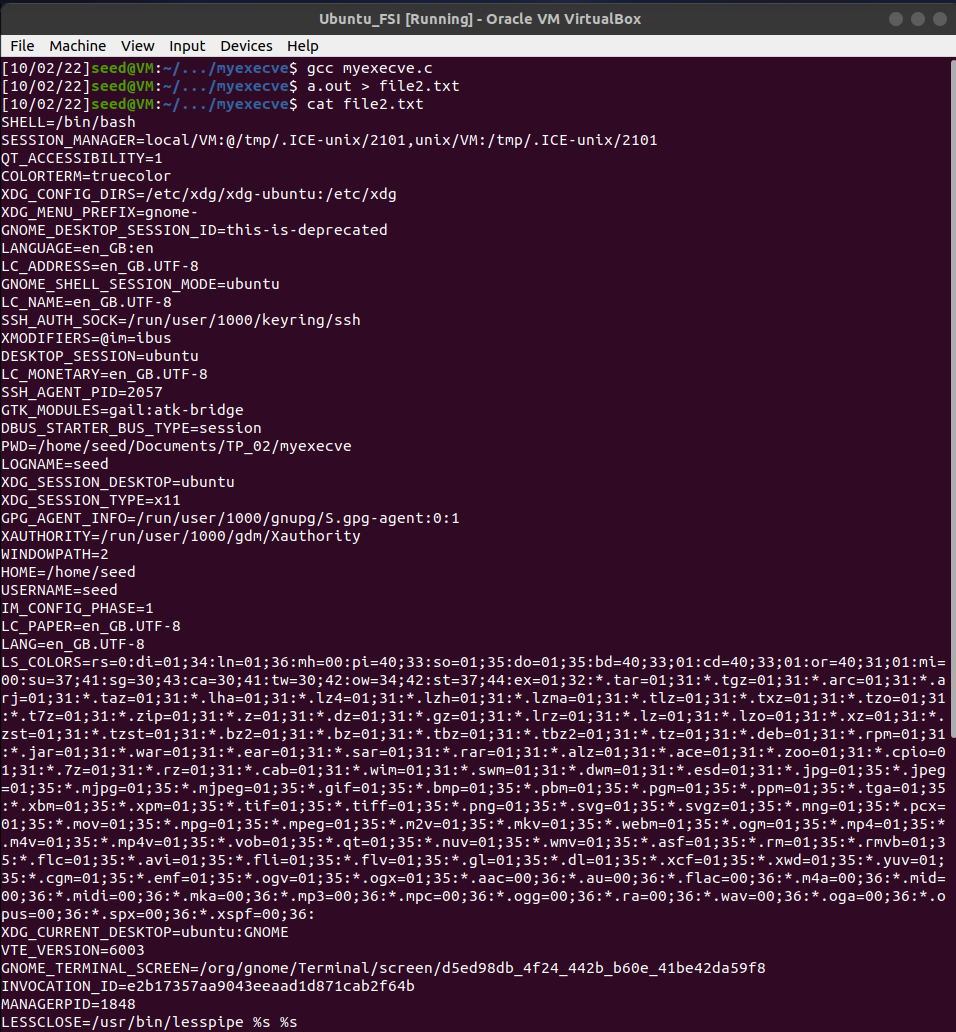 Ubuntu_FSI [Running] - Oracle VM VirtualBox
File Machine View Input Devices Help
[10/02/22]seed@VM:~/.../myexecve$ gcc myexecve.c
[10/02/22]seed@VM:~/.../myexecve$ a.out > file2.txt
[10/02/22]seed@VM:~/.../myexecve$ cat file2.txt
SHELL=/bin/bash
SESSION_MANAGER=local/VM:@/tmp/.ICE-unix/2101,unix/VM:/tmp/.ICE-unix/2101
QT_ACCESSIBILITY=1
COLORTERM=truecolor
XDG_CONFIG_DIRS=/etc/xdg/xdg-ubuntu:/etc/xdg
XDG_MENU_PREFIX=gnome-
GNOME_DESKTOP_SESSION_ID=this-is-deprecated
LANGUAGE=en_GB:en
LC_ADDRESS=en_GB.UTF-8
GNOME_SHELL_SESSION_MODE=ubuntu
LC_NAME=en_GB.UTF-8
SSH_AUTH_SOCK=/run/user/1000/keyring/ssh
XMODIFIERS=@im=ibus
DESKTOP_SESSION=ubuntu
LC_MONETARY=en_GB.UTF-8
SSH_AGENT_PID=2057
GTK_MODULES=gail:atk-bridge
DBUS_STARTER_BUS_TYPE=session
PWD=/home/seed/Documents/TP_02/myexecve
LOGNAME=seed
XDG_SESSION_DESKTOP=ubuntu
XDG_SESSION_TYPE=x11
GPG_AGENT_INFO=/run/user/1000/gnupg/S.gpg-agent:0:1
XAUTHORITY=/run/user/1000/gdm/Xauthority
WINDOWPATH=2
HOME=/home/seed
USERNAME=seed
IM_CONFIG_PHASE=1
LC_PAPER=en_GB.UTF-8
LANG=en_GB.UTF-8
LS_COLORS=rs=0:di=01;34:ln=01;36:mh=00:pi=40;33:so=01;35:do=01;35:bd=40;33;01:cd=40;33;01:or=40;31;01:mi=
00:su=37;41:sg=30;43:ca=30;41:tw=30;42:ow=34;42:st=37;44:ex=01;32:*.tar=01;31:*.tgz=01;31:*.arc=01;31:*.a
rj=01;31:*.taz=01;31:*.lha=01;31:*.lz4=01;31:*.lzh=01;31:*.lzma=01;31:*.tlz=01;31:*.txz=01;31:*.tzo=01;31
:*.t7z=01;31:*.zip=01;31:*.z=01;31:*.dz=01;31:*.gz=01;31:*.lrz=01;31:*.lz=01;31:*.lzo=01;31:*.xz=01;31:*.
zst=01;31:*.tzst=01;31:*.bz2=01;31:*.bz=01;31:*.tbz=01;31:*.tbz2=01;31:*.tz=01;31:*.deb=01;31:*.rpm=01;31
:*.jar=01;31:*.war=01;31:*.ear=01;31:*.sar=01;31:*.rar=01;31:*.alz=01;31:*.ace=01;31:*.zoo=01;31:*.cpio=0
1;31:*.7z=01;31:*.rz=01;31:*.cab=01;31:*.wim=01;31:*.swm=01;31:*.dwm=01;31:*.esd=01;31:*.jpg=01;35:*.jpeg
=01;35:*.mjpg=01;35:*.mjpeg=01;35:*.gif=01;35:*.bmp=01;35:*.pbm=01;35:*.pgm=01;35:*.ppm=01;35:*.tga=01;35
:*.xbm=01;35:*.xpm=01;35:*.tif=01;35:*.tiff=01;35:*.png=01;35:*.svg=01;35:*.svgz=01;35:*.mng=01;35:*.pcx=
01;35:*.mov=01;35:*.mpg=01;35:*.mpeg=01;35:*.m2v=01;35:*.mkv=01;35:*.webm=01;35:*.ogm=01;35:*.mp4=01;35:*
.m4v=01;35:*.mp4v=01;35:*.vob=01;35:*.qt=01;35:*.nuv=01;35:*.wmv=01;35:*.asf=01;35:*.rm=01;35:*.rmvb=01;3
5:*.flc=01;35:*.avi=01;35:*.fli=01;35:*.flv=01;35:*.gl=01;35:*.dl=01;35:*.xcf=01;35:*.xwd=01;35:*.yuv=01;
35:*.cgm=01;35:*.emf=01;35:*.ogv=01;35:*.ogx=01;35:*.aac=00;36:*.au=00;36:*.flac=00;36:*.m4a=00;36:*.mid=
00;36:*.midi=00;36:*.mka=00;36:*.mp3=00;36:*.mpc=00;36:*.ogg=00;36:*.ra=00;36:*.wav=00;36:*.oga=00;36:*.o
pus=00;36:*.spx=00;36:*.xspf=00;36:
XDG_CURRENT_DESKTOP=ubuntu:GNOME
VTE_VERSION=6003
GNOME_TERMINAL_SCREEN=/org/gnome/Terminal/screen/d5ed98db_4f24_442b_b60e_41be42da59f8
INVOCATION_ID=e2b17357aa9043eeaad1d871cab2f64b
MANAGERPID=1848
LESSCLOSE=/usr/bin/lesspipe %s %s